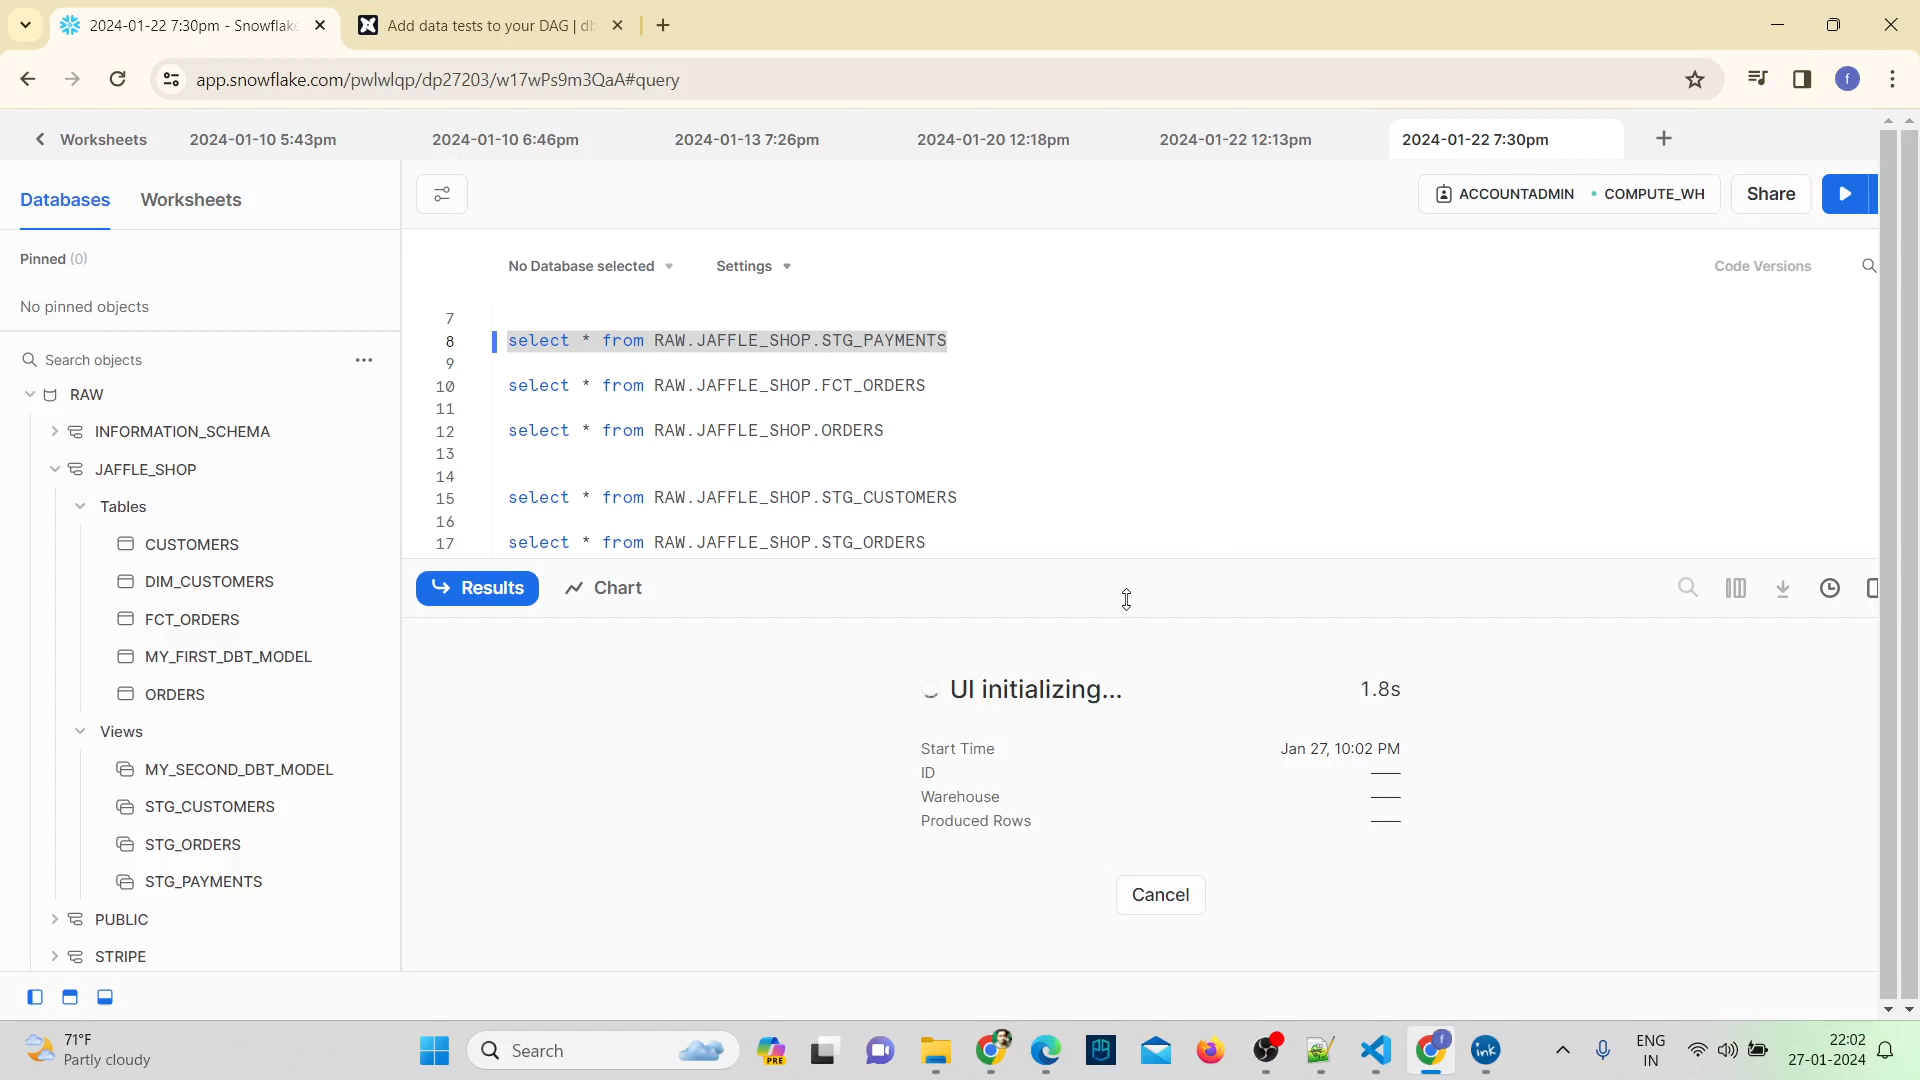 2024-01-22 7:30pm - Snowflake
Add data tests to your DAG | db
app.snowflake.com/pwlwlqp/dp27203/w17wPs9m3QaA#query
f
Worksheets
2024-01-10 5:43pm
2024-01-10 6:46pm
2024-01-13 7:26pm
2024-01-20 12:18pm
2024-01-22 12:13pm
2024-01-22 7:30pm
Databases
Worksheets
ACCOUNTADMIN
COMPUTE_WH
Share
Pinned (0)
No Database selected
Settings
Code Versions
No pinned objects
Search objects
RAW
INFORMATION_SCHEMA
JAFFLE_SHOP
Tables
CUSTOMERS
DIM_CUSTOMERS
FCT_ORDERS
MY_FIRST_DBT_MODEL
ORDERS
Views
MY_SECOND_DBT_MODEL
STG_CUSTOMERS
STG_ORDERS
STG_PAYMENTS
PUBLIC
STRIPE
7
8 select * from RAW.JAFFLE_SHOP.STG_PAYMENTS
9
10 select * from RAW.JAFFLE_SHOP.FCT_ORDERS
11
12 select * from RAW.JAFFLE_SHOP.ORDERS
13
14
15 select * from RAW.JAFFLE_SHOP.STG_CUSTOMERS
16
17 select * from RAW.JAFFLE_SHOP.STG_ORDERS
Results
Chart
UI initializing... 1.8s
Start Time Jan 27, 10:02 PM
ID
Warehouse
Produced Rows
Cancel
71°F
Partly cloudy
Search
PRE
f
ink
ENG
IN
22:02
27-01-2024